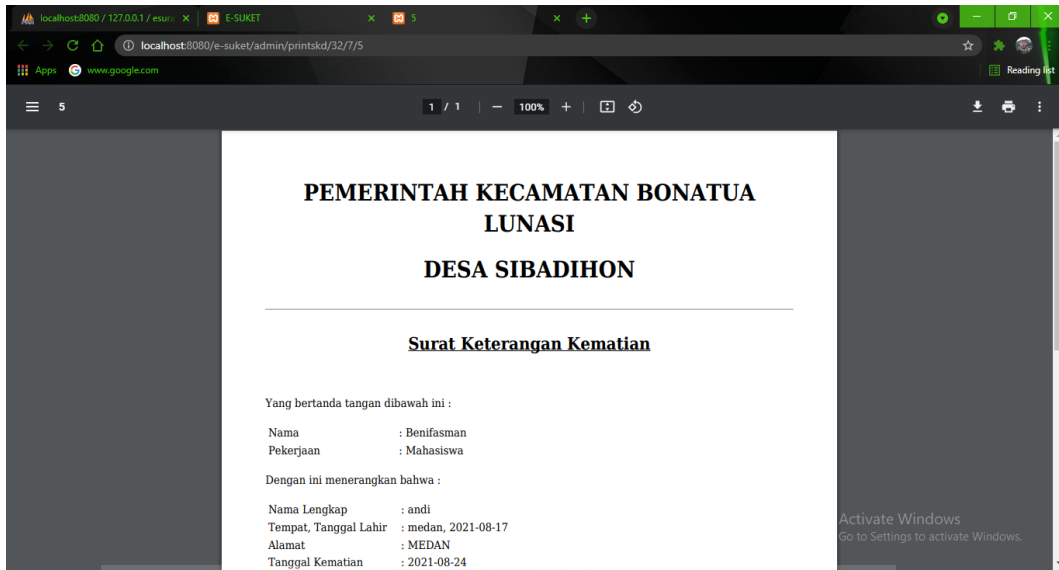 localhost:8080 / 127.0.0.1 / esura
E-SUKET
5
localhost:8080/e-suket/admin/printskd/32/7/5
Apps
www.google.com
Reading list
5
1 / 1
100%
PEMERINTAH KECAMATAN BONATUA
LUNASI
DESA SIBADIHON
Surat Keterangan Kematian
Yang bertanda tangan dibawah ini :
Nama : Benifasman
Pekerjaan : Mahasiswa
Dengan ini menerangkan bahwa :
Nama Lengkap : andi
Tempat, Tanggal Lahir : medan, 2021-08-17
Alamat : MEDAN
Tanggal Kematian : 2021-08-24
Activate Windows
Go to Settings to activate Windows.